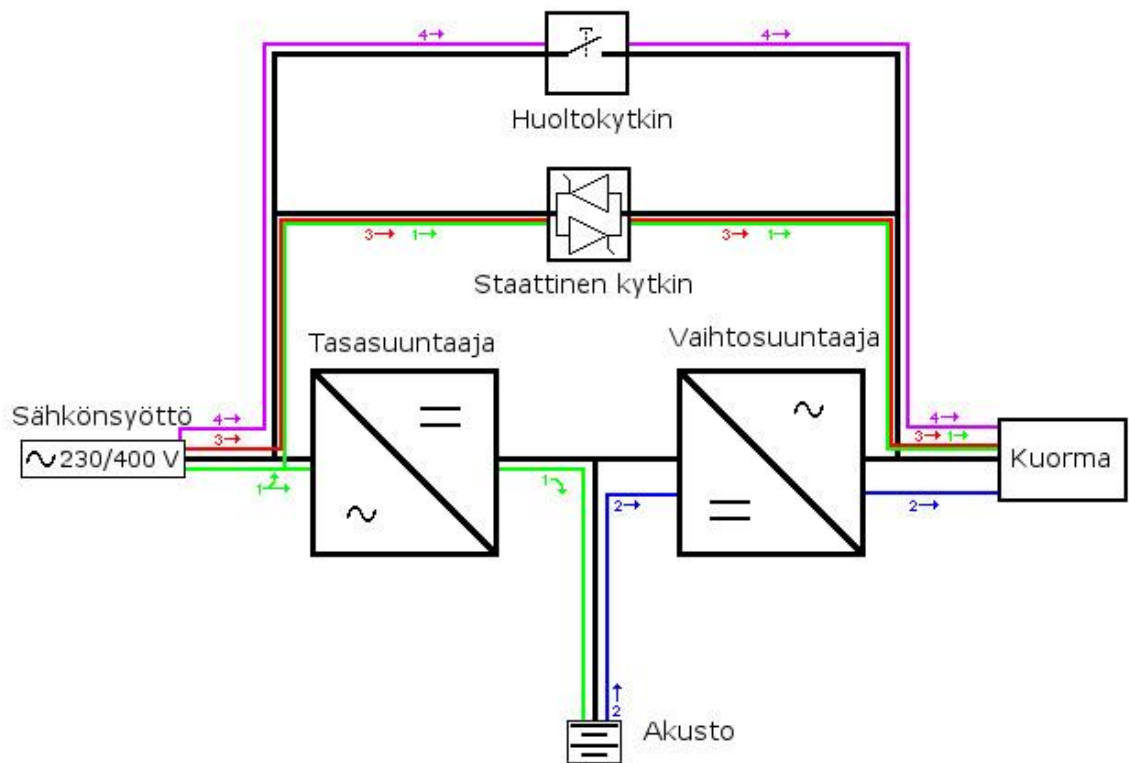 4→ 4→
Huoltokytkin
3→ 1→ 3→ 1→
Staattinen kytkin
Tasasuuntaaja
Vaihtosuuntaaja
Sähkönsyöttö
4→
3→
∼230/400 V
1→
1
2→
4→
3→ 1→
Kuorma
2→
2
Akusto